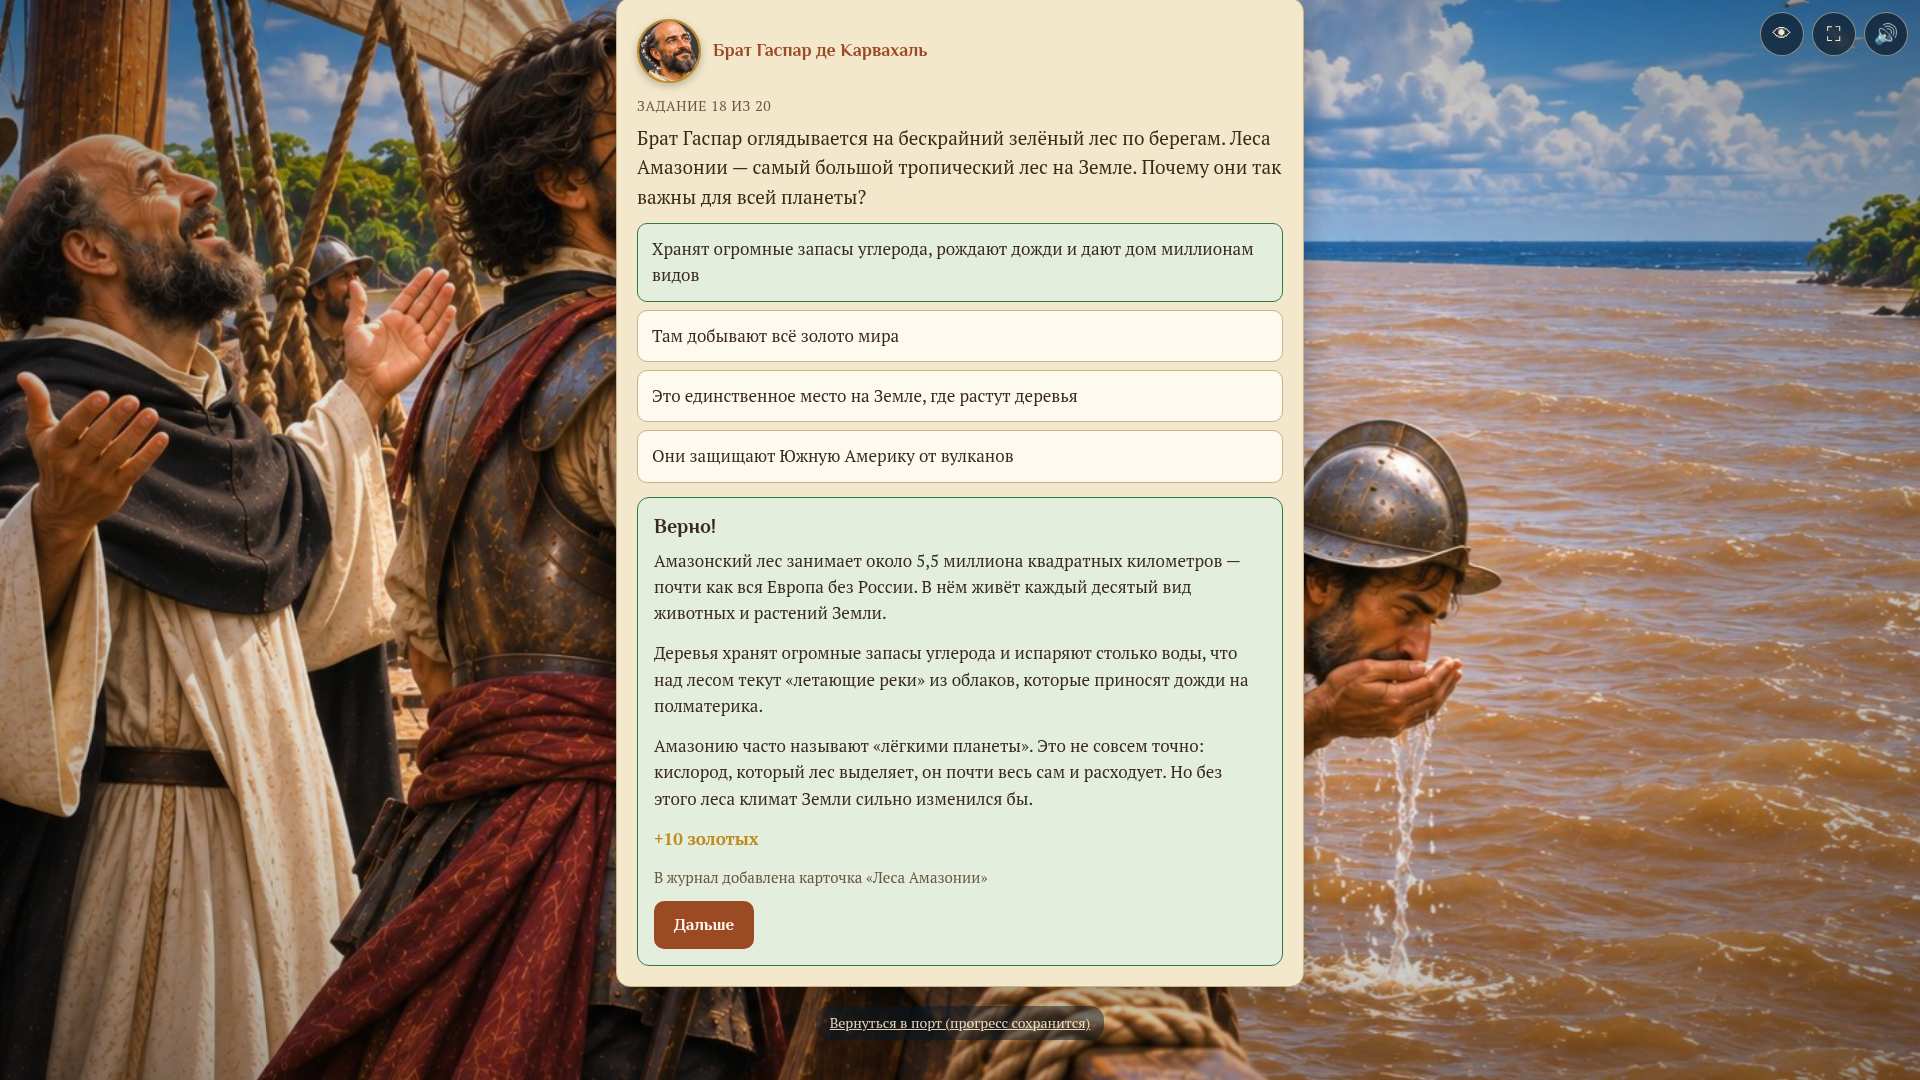 Брат Гаспар де Карвахаль
ЗАДАНИЕ 18 ИЗ 20
Брат Гаспар оглядывается на бескрайний зелёный лес по берегам. Леса
Амазонии — самый большой тропический лес на Земле. Почему они так
важны для всей планеты?
Хранят огромные запасы углерода, рождают дожди и дают дом миллионам
видов
Там добывают всё золото мира
Это единственное место на Земле, где растут деревья
Они защищают Южную Америку от вулканов
Верно!
Амазонский лес занимает около 5,5 миллиона квадратных километров —
почти как вся Европа без России. В нём живёт каждый десятый вид
животных и растений Земли.
Деревья хранят огромные запасы углерода и испаряют столько воды, что
над лесом текут «летающие реки» из облаков, которые приносят дожди на
полматерика.
Амазонию часто называют «лёгкими планеты». Это не совсем точно:
кислород, который лес выделяет, он почти весь сам и расходует. Но без
этого леса климат Земли сильно изменился бы.
+10 золотых
В журнал добавлена карточка «Леса Амазонии»
Дальше
Вернуться в порт (прогресс сохранится)